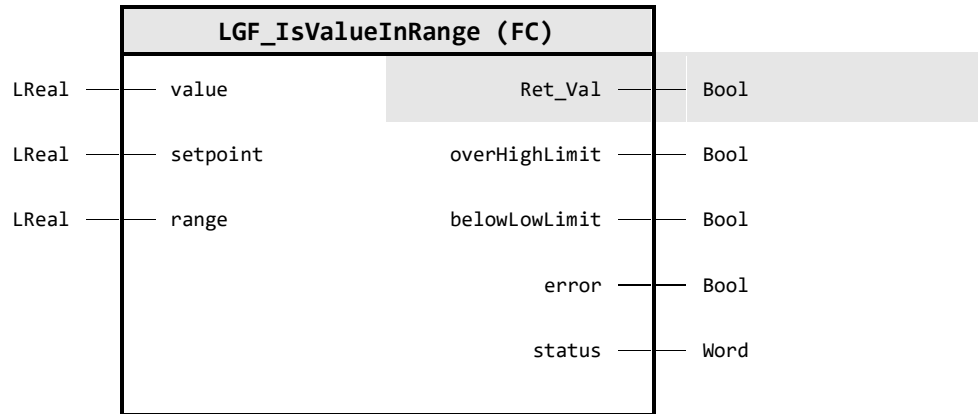 LGF_IsValueInRange (FC)
LReal value Ret_Val Bool
LReal setpoint overHighLimit Bool
LReal range belowLowLimit Bool
error Bool
status Word